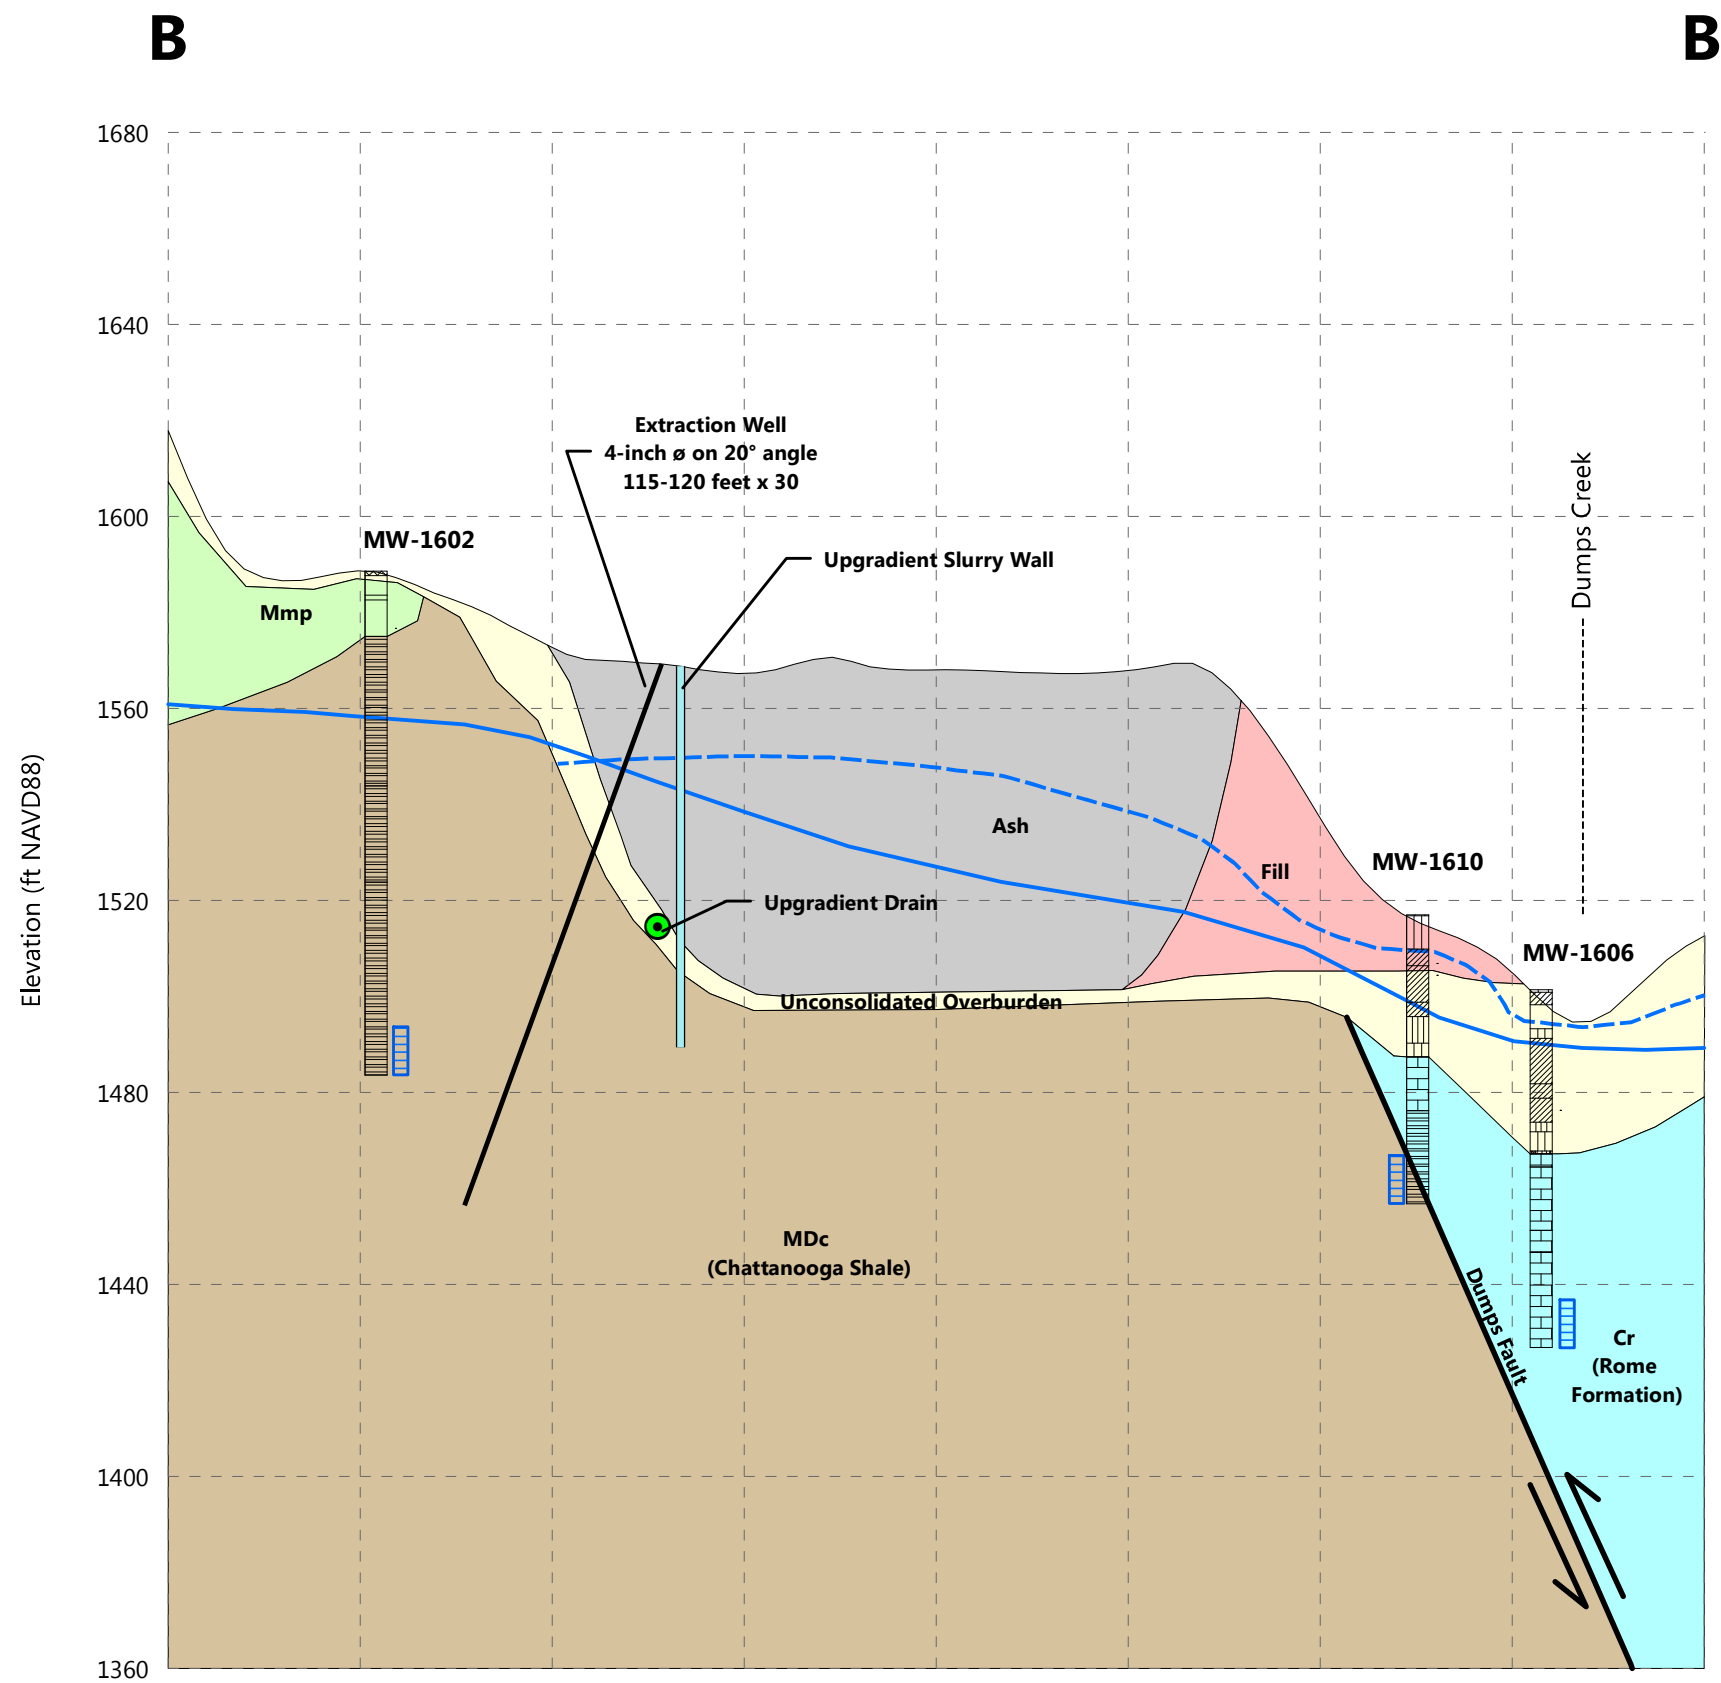 B
B
1680
1640
1600
1560
1520
1480
1440
1400
1360
Elevation (ft NAVD88)
Extraction Well
4-inch ø on 20° angle
115-120 feet x 30
MW-1602
Upgradient Slurry Wall
Dumps Creek
Mmp
Ash
Fill
MW-1610
Upgradient Drain
MW-1606
Unconsolidated Overburden
MDc
(Chattanooga Shale)
Dumps Fault
Cr
(Rome
Formation)